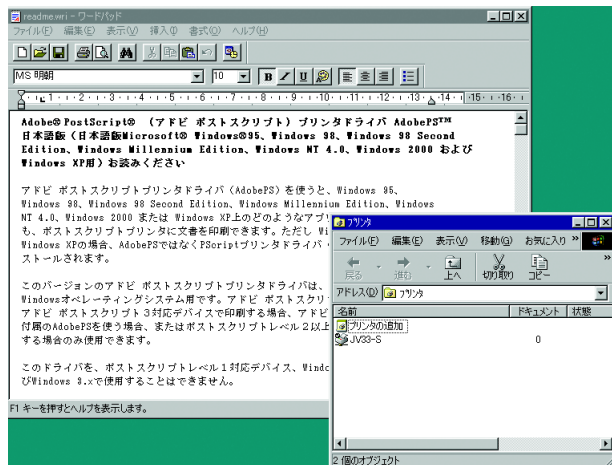 readme.wri - ワードパッド
ファイル(F) 編集(E) 表示(V) 挿入(I) 書式(O) ヘルプ(H)
MS 明朝 10 B I U
1 2 3 4 5 6 7 8 9 10 11 12 13 14 15 16
Adobe® PostScript® (アドビ ポストスクリプト) プリンタドライバ AdobePS™
日本語版(日本語版Microsoft® Windows®95、Windows 98、Windows 98 Second
Edition、Windows Millennium Edition、Windows NT 4.0、Windows 2000 および
Windows XP用)お読みください
アドビ ポストスクリプトプリンタドライバ(AdobePS)を使うと、Windows 95、
Windows 98、Windows 98 Second Edition、Windows Millennium Edition、Windows
NT 4.0、Windows 2000 または Windows XP上のどのようなアプリ
も、ポストスクリプトプリンタに文書を印刷できます。ただし Wi
Windows XPの場合、AdobePSではなくPScriptプリンタドライバ
ストールされます。
このバージョンのアドビ ポストスクリプトプリンタドライバは、
Windowsオペレーティングシステム用です。アドビ ポストスクリ
アドビ ポストスクリプト3対応デバイスで印刷する場合、アドビ
付属のAdobePSを使う場合、またはポストスクリプトレベル2以上
する場合のみ使用できます。
このドライバを、ポストスクリプトレベル1対応デバイス、Windo
びWindows 3.xで使用することはできません。
F1 キーを押すとヘルプを表示します。
プリンタ
ファイル(F) 編集(E) 表示(V) 移動(G) お気に入り »
戻る 進む 上へ 切り取り コピー »
アドレス(D) プリンタ
名前 ドキュメント 状態
プリンタの追加
JV33-S 0
2 個のオブジェクト